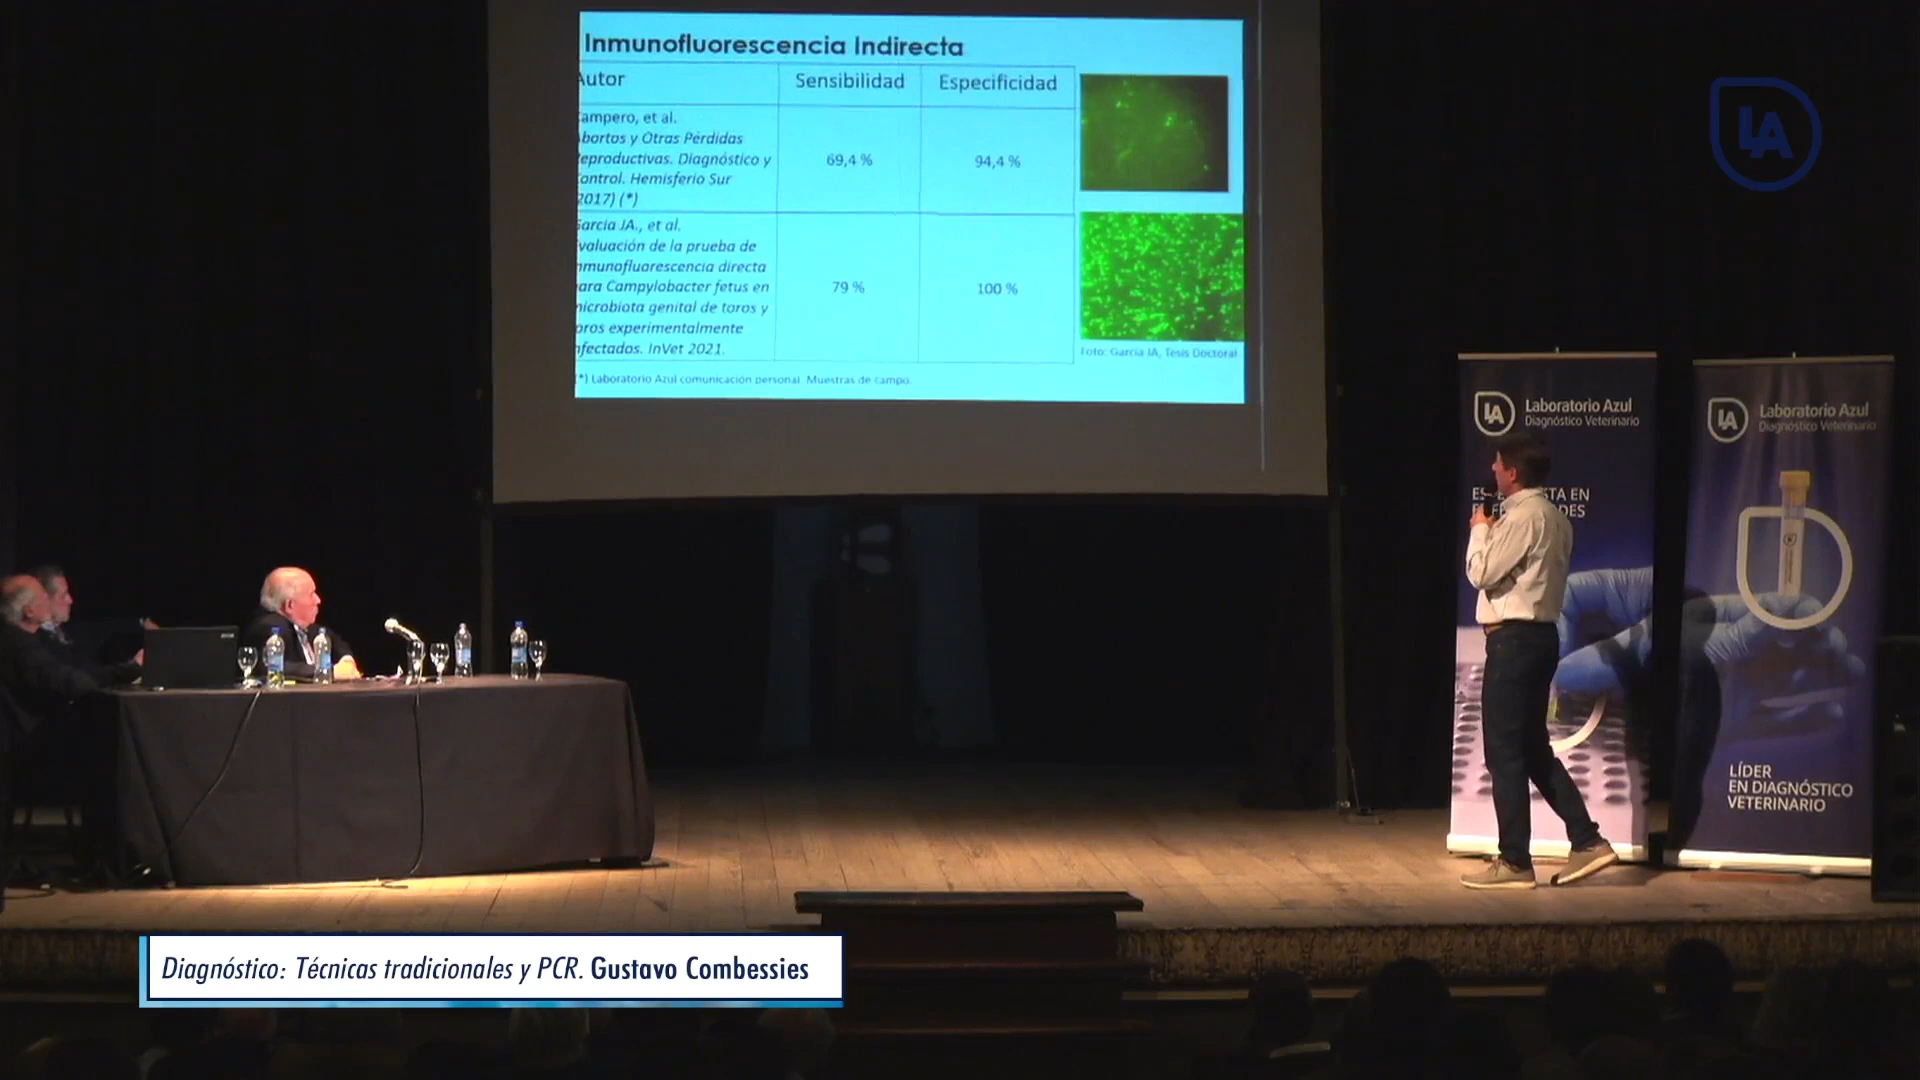 Inmunofluorescencia Indirecta
Autor
Sensibilidad
Especificidad
ampero, et al.
bortos y Otras Pérdidas
eproductivas. Diagnóstico y
ontrol. Hemisferio Sur
2017) (*)
69,4 %
94,4 %
arcia JA., et al.
valuación de la prueba de
nmunofluorescencia directa
ara Campylobacter fetus en
microbiota genital de toros y
oros experimentalmente
nfectados. InVet 2021.
79 %
100 %
Foto: García JA, Tesis Doctoral
(*) Laboratorio Azul comunicación personal. Muestras de campo.
LA
LA
Laboratorio Azul
Diagnóstico Veterinario
LA
Laboratorio Azul
Diagnóstico Veterinario
LÍDER
EN DIAGNÓSTICO
VETERINARIO
Diagnóstico: Técnicas tradicionales y PCR. Gustavo Combessies